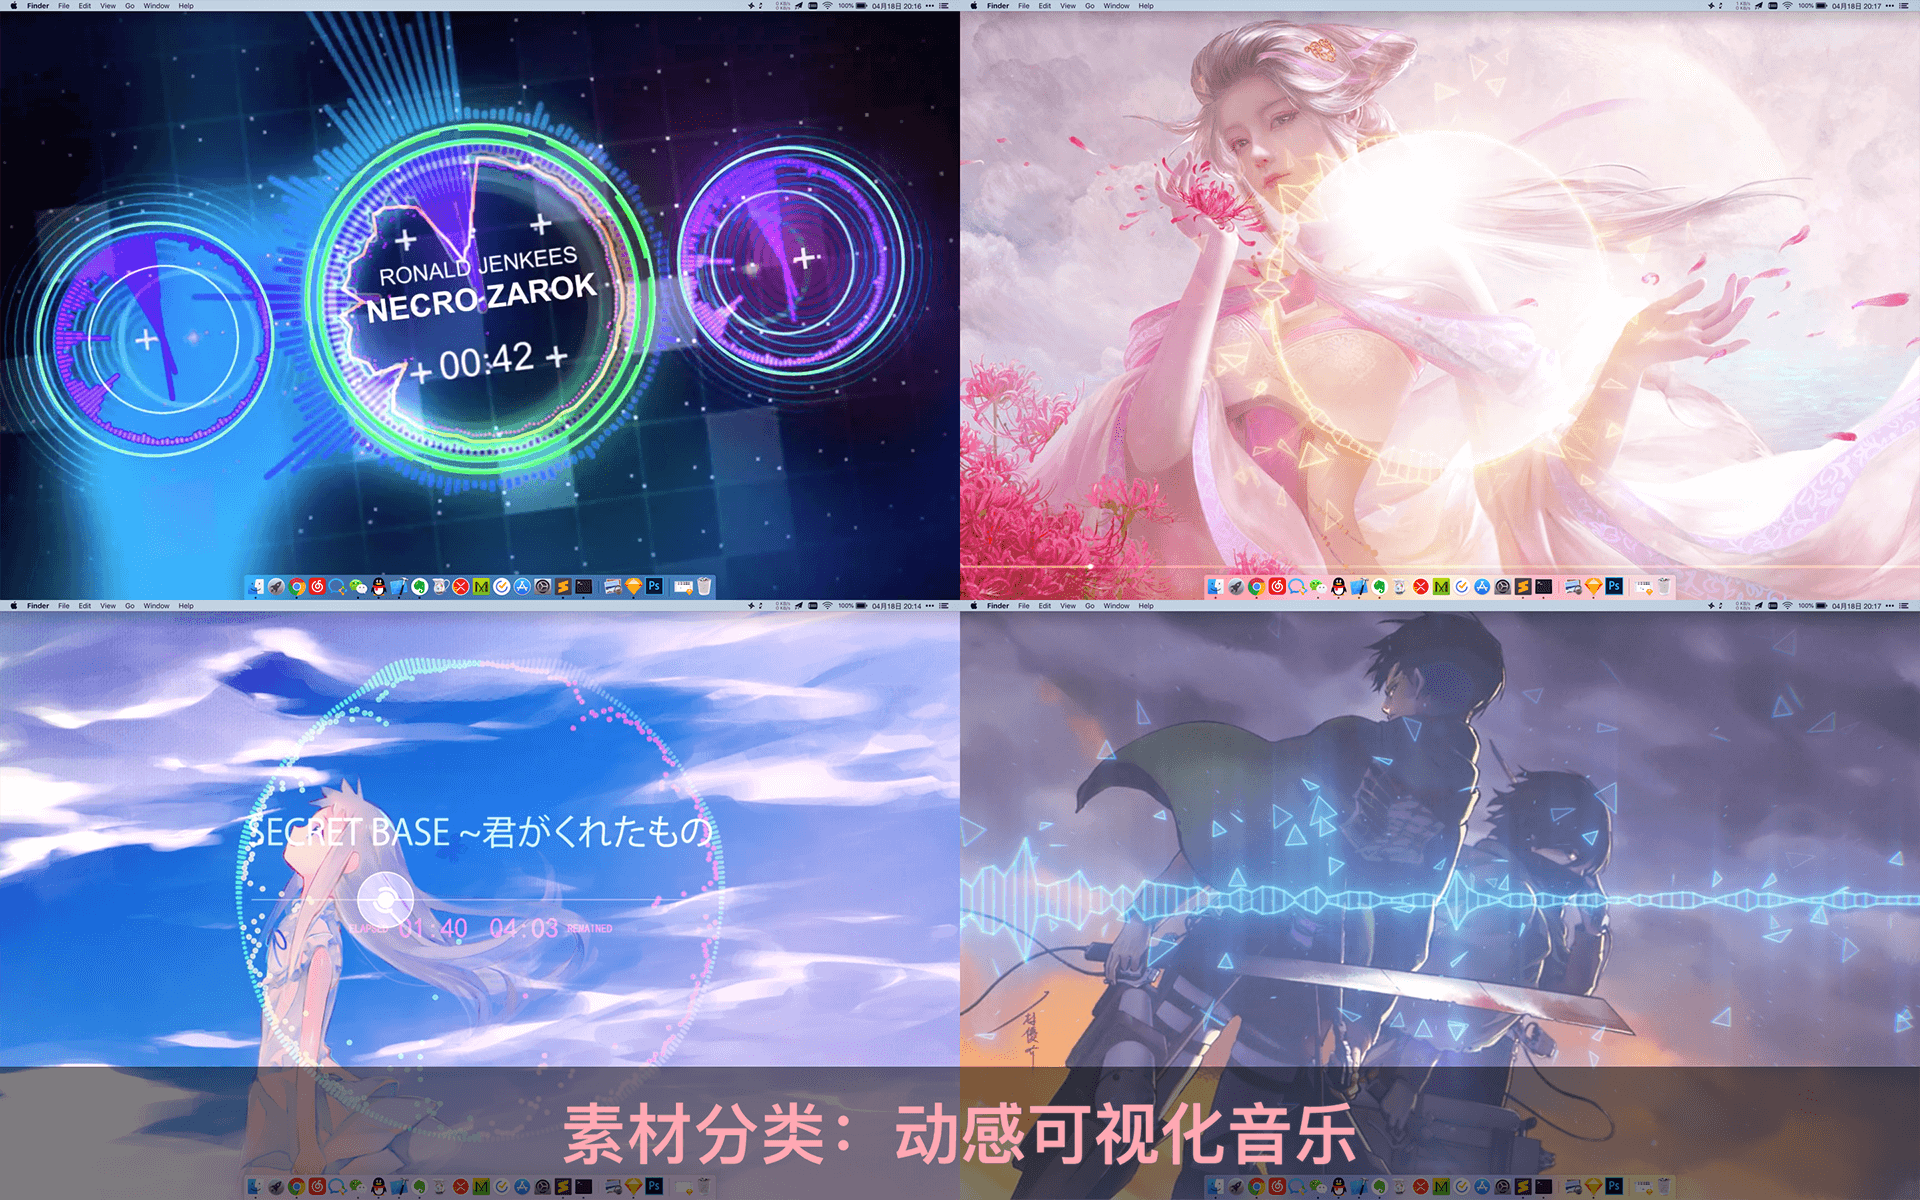 Finder File Edit View Go Window Help
100% 04月18日 20:16
RONALD JENKEES
NECRO-ZAROK
00:42
Ps
Finder File Edit View Go Window Help
100% 04月18日 20:17
Ps
Finder File Edit View Go Window Help
100% 04月18日 20:14
SECRET BASE ~君がくれたもの
ELAPSED 01:40 04:03 REMAINED
Ps
Finder File Edit View Go Window Help
100% 04月18日 20:17
Ps
素材分类：动感可视化音乐